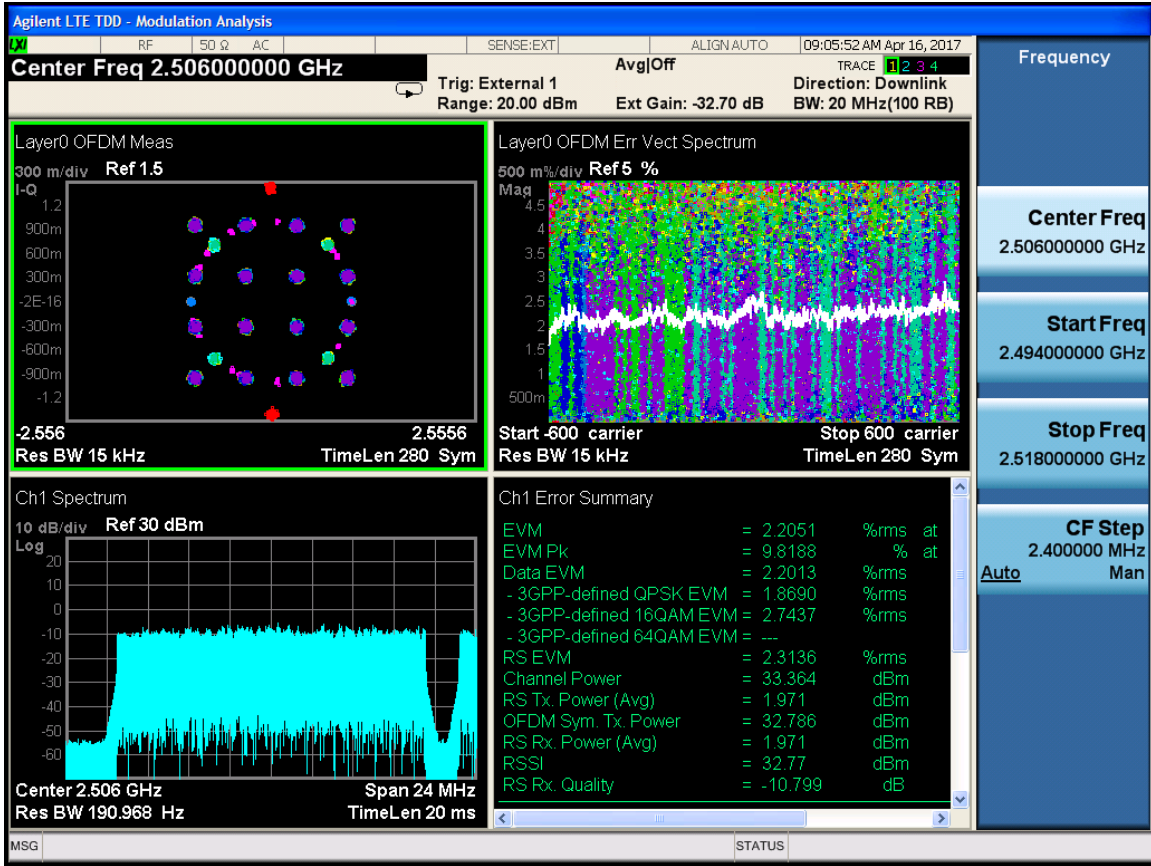 Agilent LTE TDD - Modulation Analysis
LXI RF 50 Ω AC SENSE:EXT ALIGN AUTO 09:05:52 AM Apr 16, 2017
Center Freq 2.506000000 GHz
Avg|Off
TRACE 1 2 3 4
Trig: External 1
Direction: Downlink
Range: 20.00 dBm Ext Gain: -32.70 dB BW: 20 MHz(100 RB)
Layer0 OFDM Meas
300 m/div Ref 1.5
I-Q
1.2
900m
600m
300m
-2E-16
-300m
-600m
-900m
-1.2
-2.556 2.5556
Res BW 15 kHz TimeLen 280 Sym
Layer0 OFDM Err Vect Spectrum
500 m%/div Ref 5 %
Mag
4.5
4
3.5
3
2.5
2
1.5
1
500m
Start -600 carrier Stop 600 carrier
Res BW 15 kHz TimeLen 280 Sym
Ch1 Spectrum
10 dB/div Ref 30 dBm
Log
20
10
0
-10
-20
-30
-40
-50
-60
Center 2.506 GHz Span 24 MHz
Res BW 190.968 Hz TimeLen 20 ms
Ch1 Error Summary
EVM = 2.2051 %rms at
EVM Pk = 9.8188 % at
Data EVM = 2.2013 %rms
- 3GPP-defined QPSK EVM = 1.8690 %rms
- 3GPP-defined 16QAM EVM = 2.7437 %rms
- 3GPP-defined 64QAM EVM = ---
RS EVM = 2.3136 %rms
Channel Power = 33.364 dBm
RS Tx. Power (Avg) = 1.971 dBm
OFDM Sym. Tx. Power = 32.786 dBm
RS Rx. Power (Avg) = 1.971 dBm
RSSI = 32.77 dBm
RS Rx. Quality = -10.799 dB
Frequency
Center Freq
2.506000000 GHz
Start Freq
2.494000000 GHz
Stop Freq
2.518000000 GHz
CF Step
2.400000 MHz
Auto Man
MSG STATUS